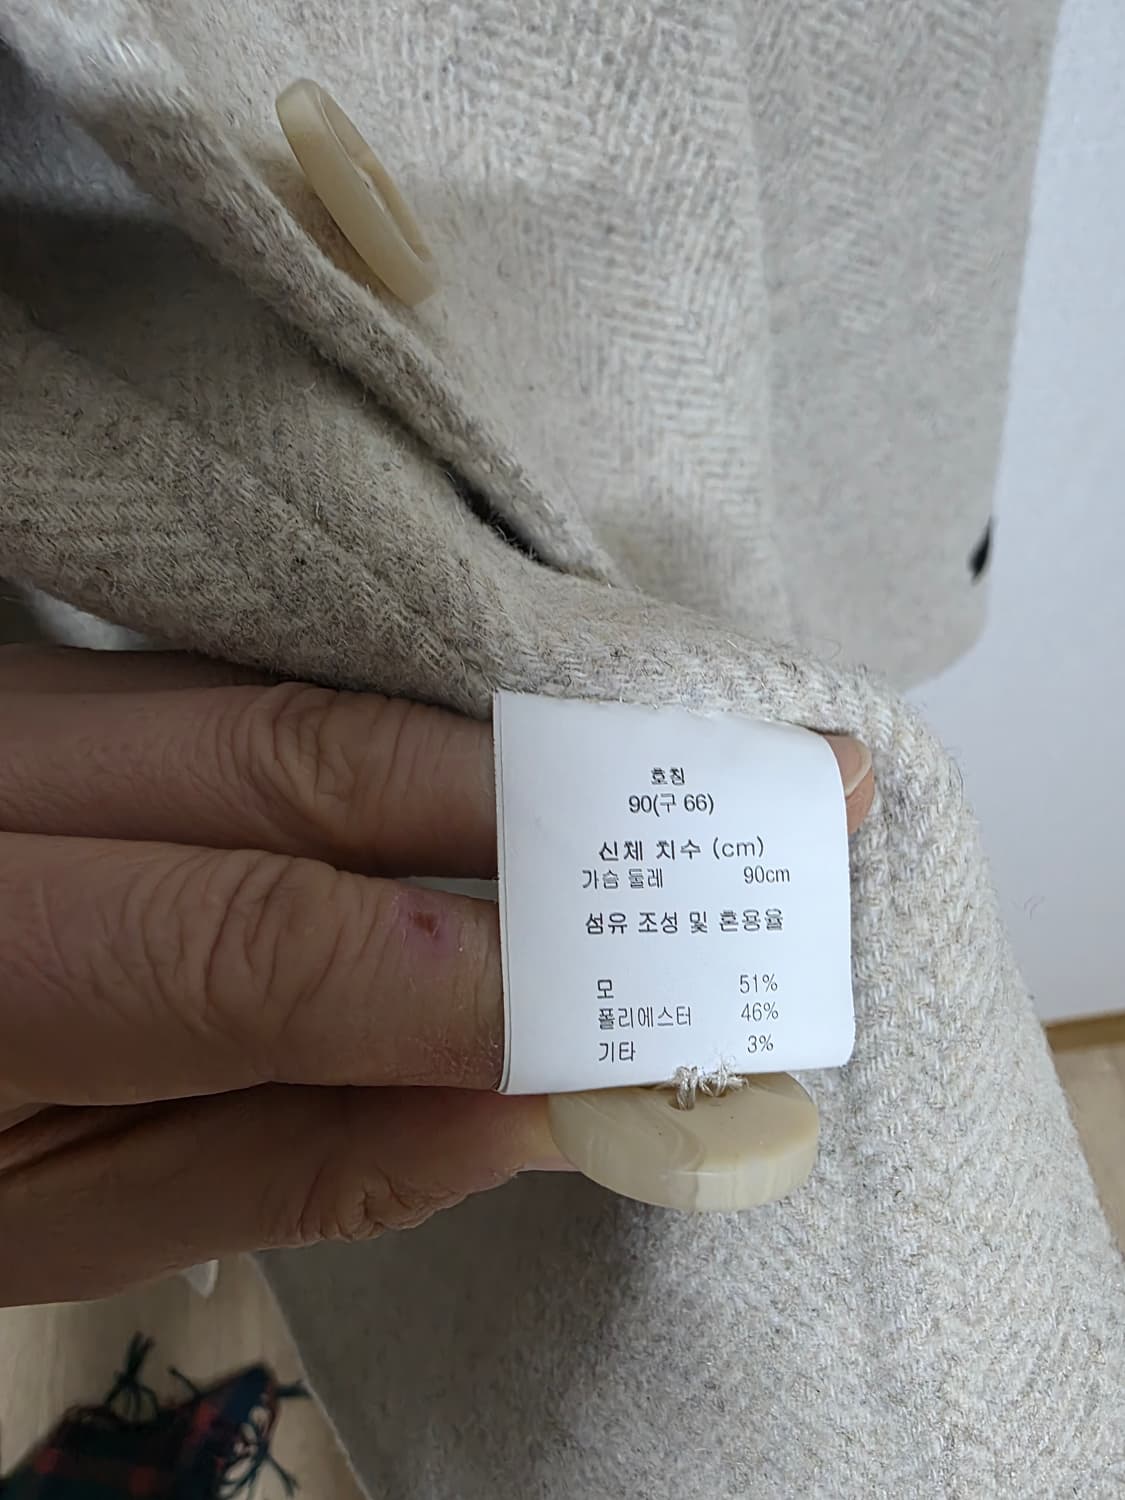 호칭
90(구 66)
신체 치수 (cm)
가슴 둘레 90cm
섬유 조성 및 혼용율
모 51%
폴리에스터 46%
기타 3%